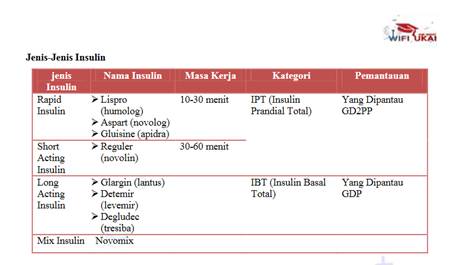 WIFI UKAI
Jenis-Jenis Insulin
jenis Nama Insulin Masa Kerja Kategori Pemantauan
Insulin
Rapid ➤ Lispro 10-30 menit IPT (Insulin Yang Dipantau
Insulin (humolog) Prandial Total) GD2PP
➤ Aspart (novolog)
➤ Gluisine (apidra)
Short ➤ Reguler 30-60 menit
Acting (novolin)
Insulin
Long ➤ Glargin (lantus) IBT (Insulin Basal Yang Dipantau
Acting ➤ Detemir Total) GDP
Insulin (levemir)
➤ Degludec
(tresiba)
Mix Insulin Novomix